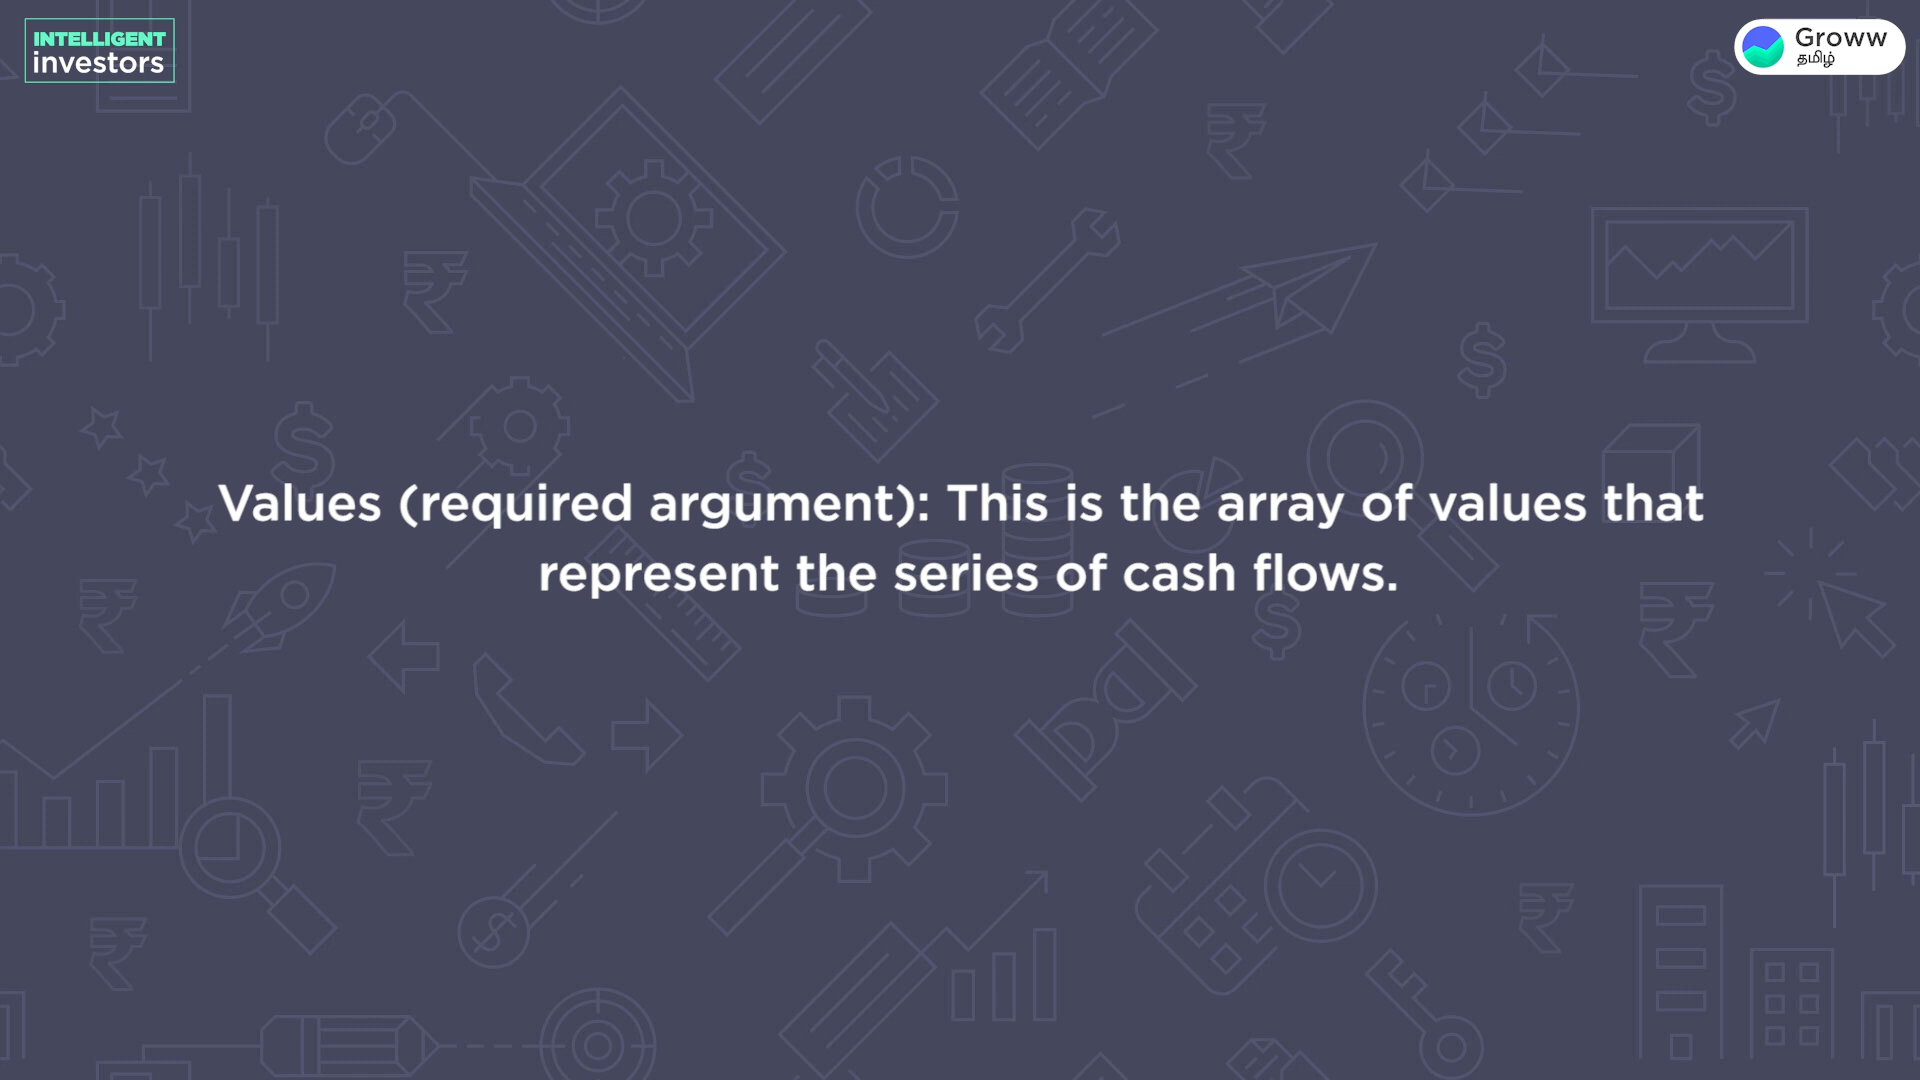 INTELLIGENT
investors
Groww
தமிழ்
Values (required argument): This is the array of values that
represent the series of cash flows.